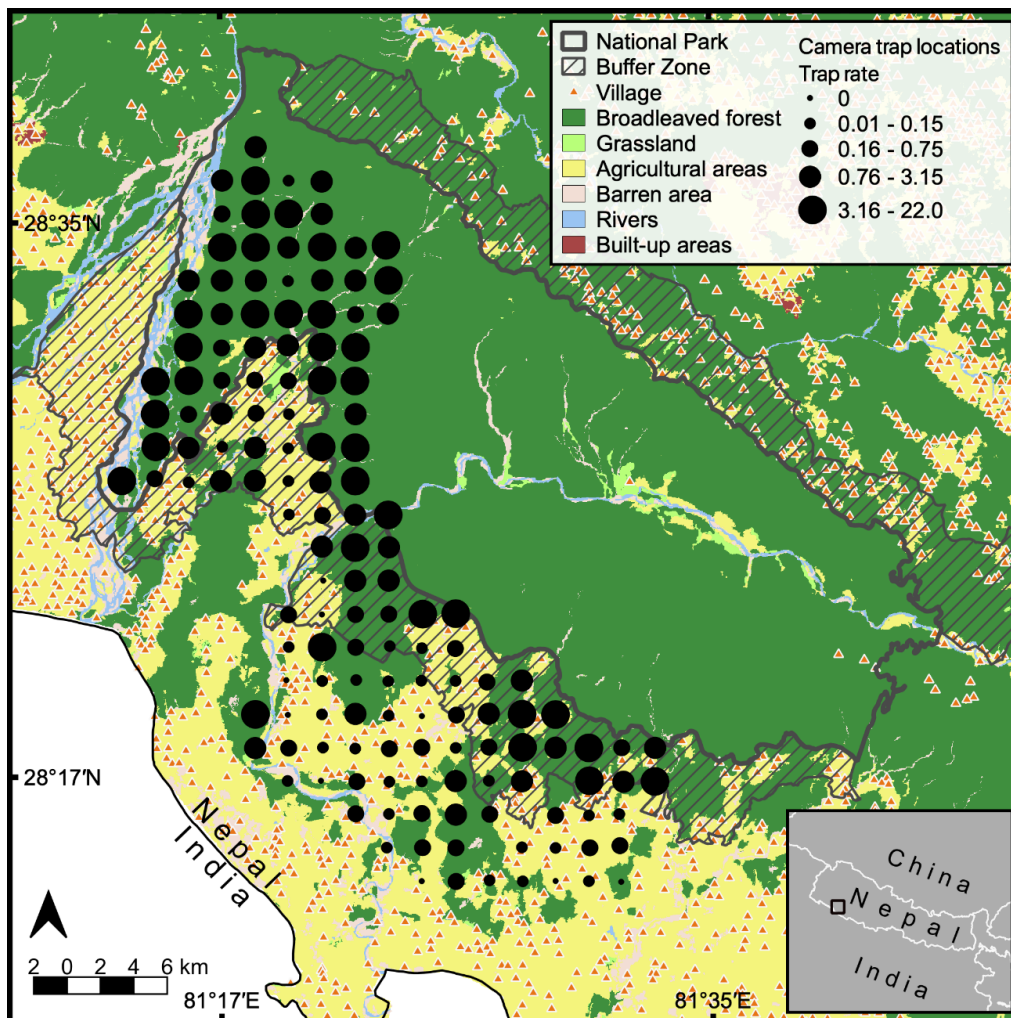 National Park
Buffer Zone
Village
Broadleaved forest
Grassland
Agricultural areas
Barren area
Rivers
Built-up areas
Camera trap locations
Trap rate
0
0.01 - 0.15
0.16 - 0.75
0.76 - 3.15
3.16 - 22.0
28°35′N
28°17′N
Nepal
India
2 0 2 4 6 km
81°17′E
81°35′E
China
Nepal
India